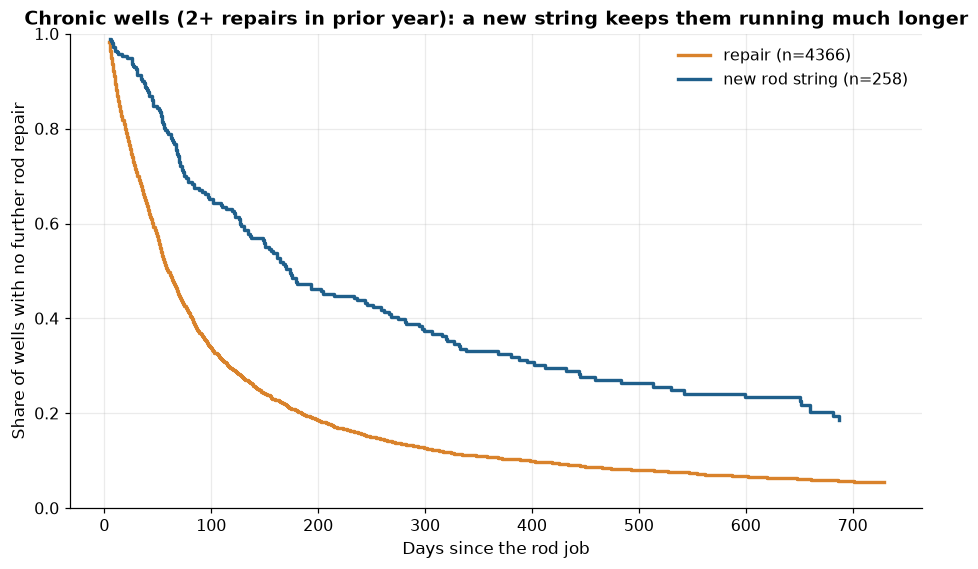 Chronic wells (2+ repairs in prior year): a new string keeps them running much longer
repair (n=4366)
new rod string (n=258)
Share of wells with no further rod repair
1.0
0.8
0.6
0.4
0.2
0.0
0 100 200 300 400 500 600 700
Days since the rod job